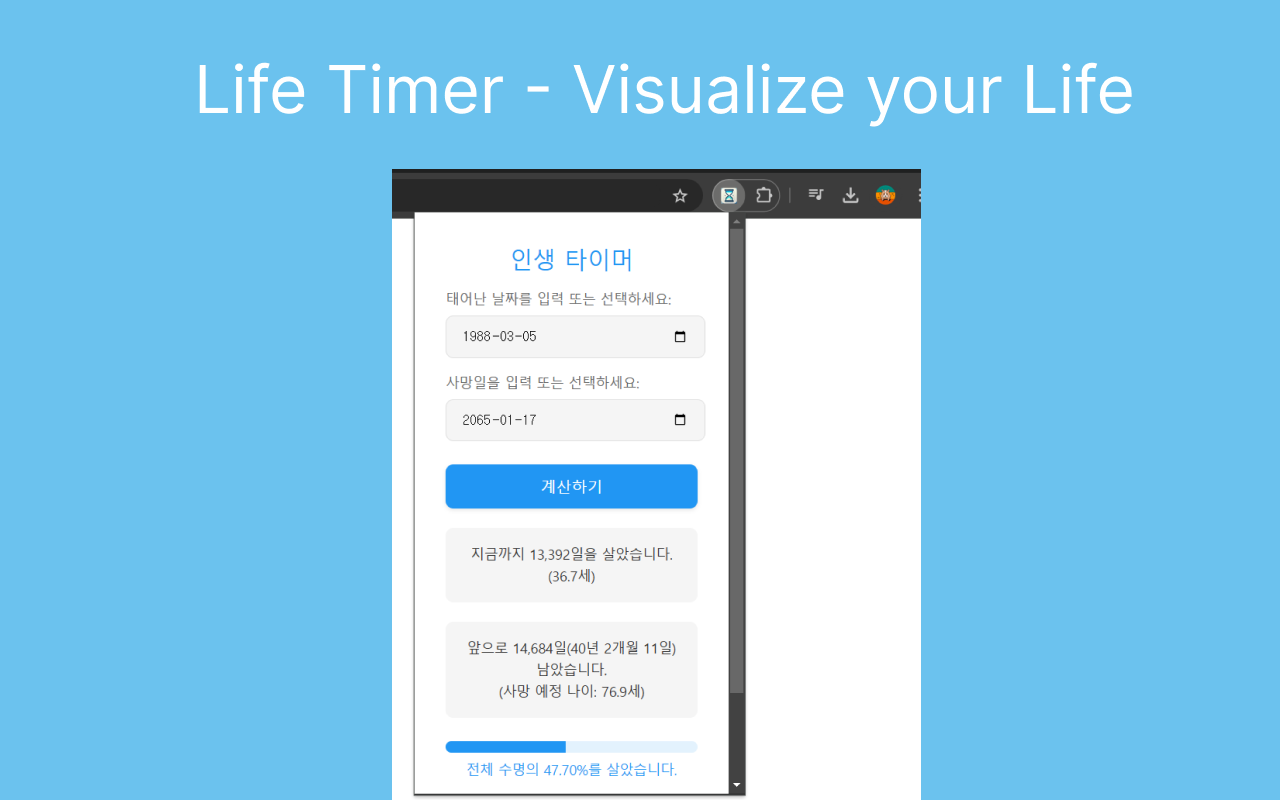 Life Timer - Visualize your Life
인생 타이머
태어난 날짜를 입력 또는 선택하세요:
1988-03-05
사망일을 입력 또는 선택하세요:
2065-01-17
계산하기
지금까지 13,392일을 살았습니다.
(36.7세)
앞으로 14,684일(40년 2개월 11일)
남았습니다.
(사망 예정 나이: 76.9세)
전체 수명의 47.70%를 살았습니다.